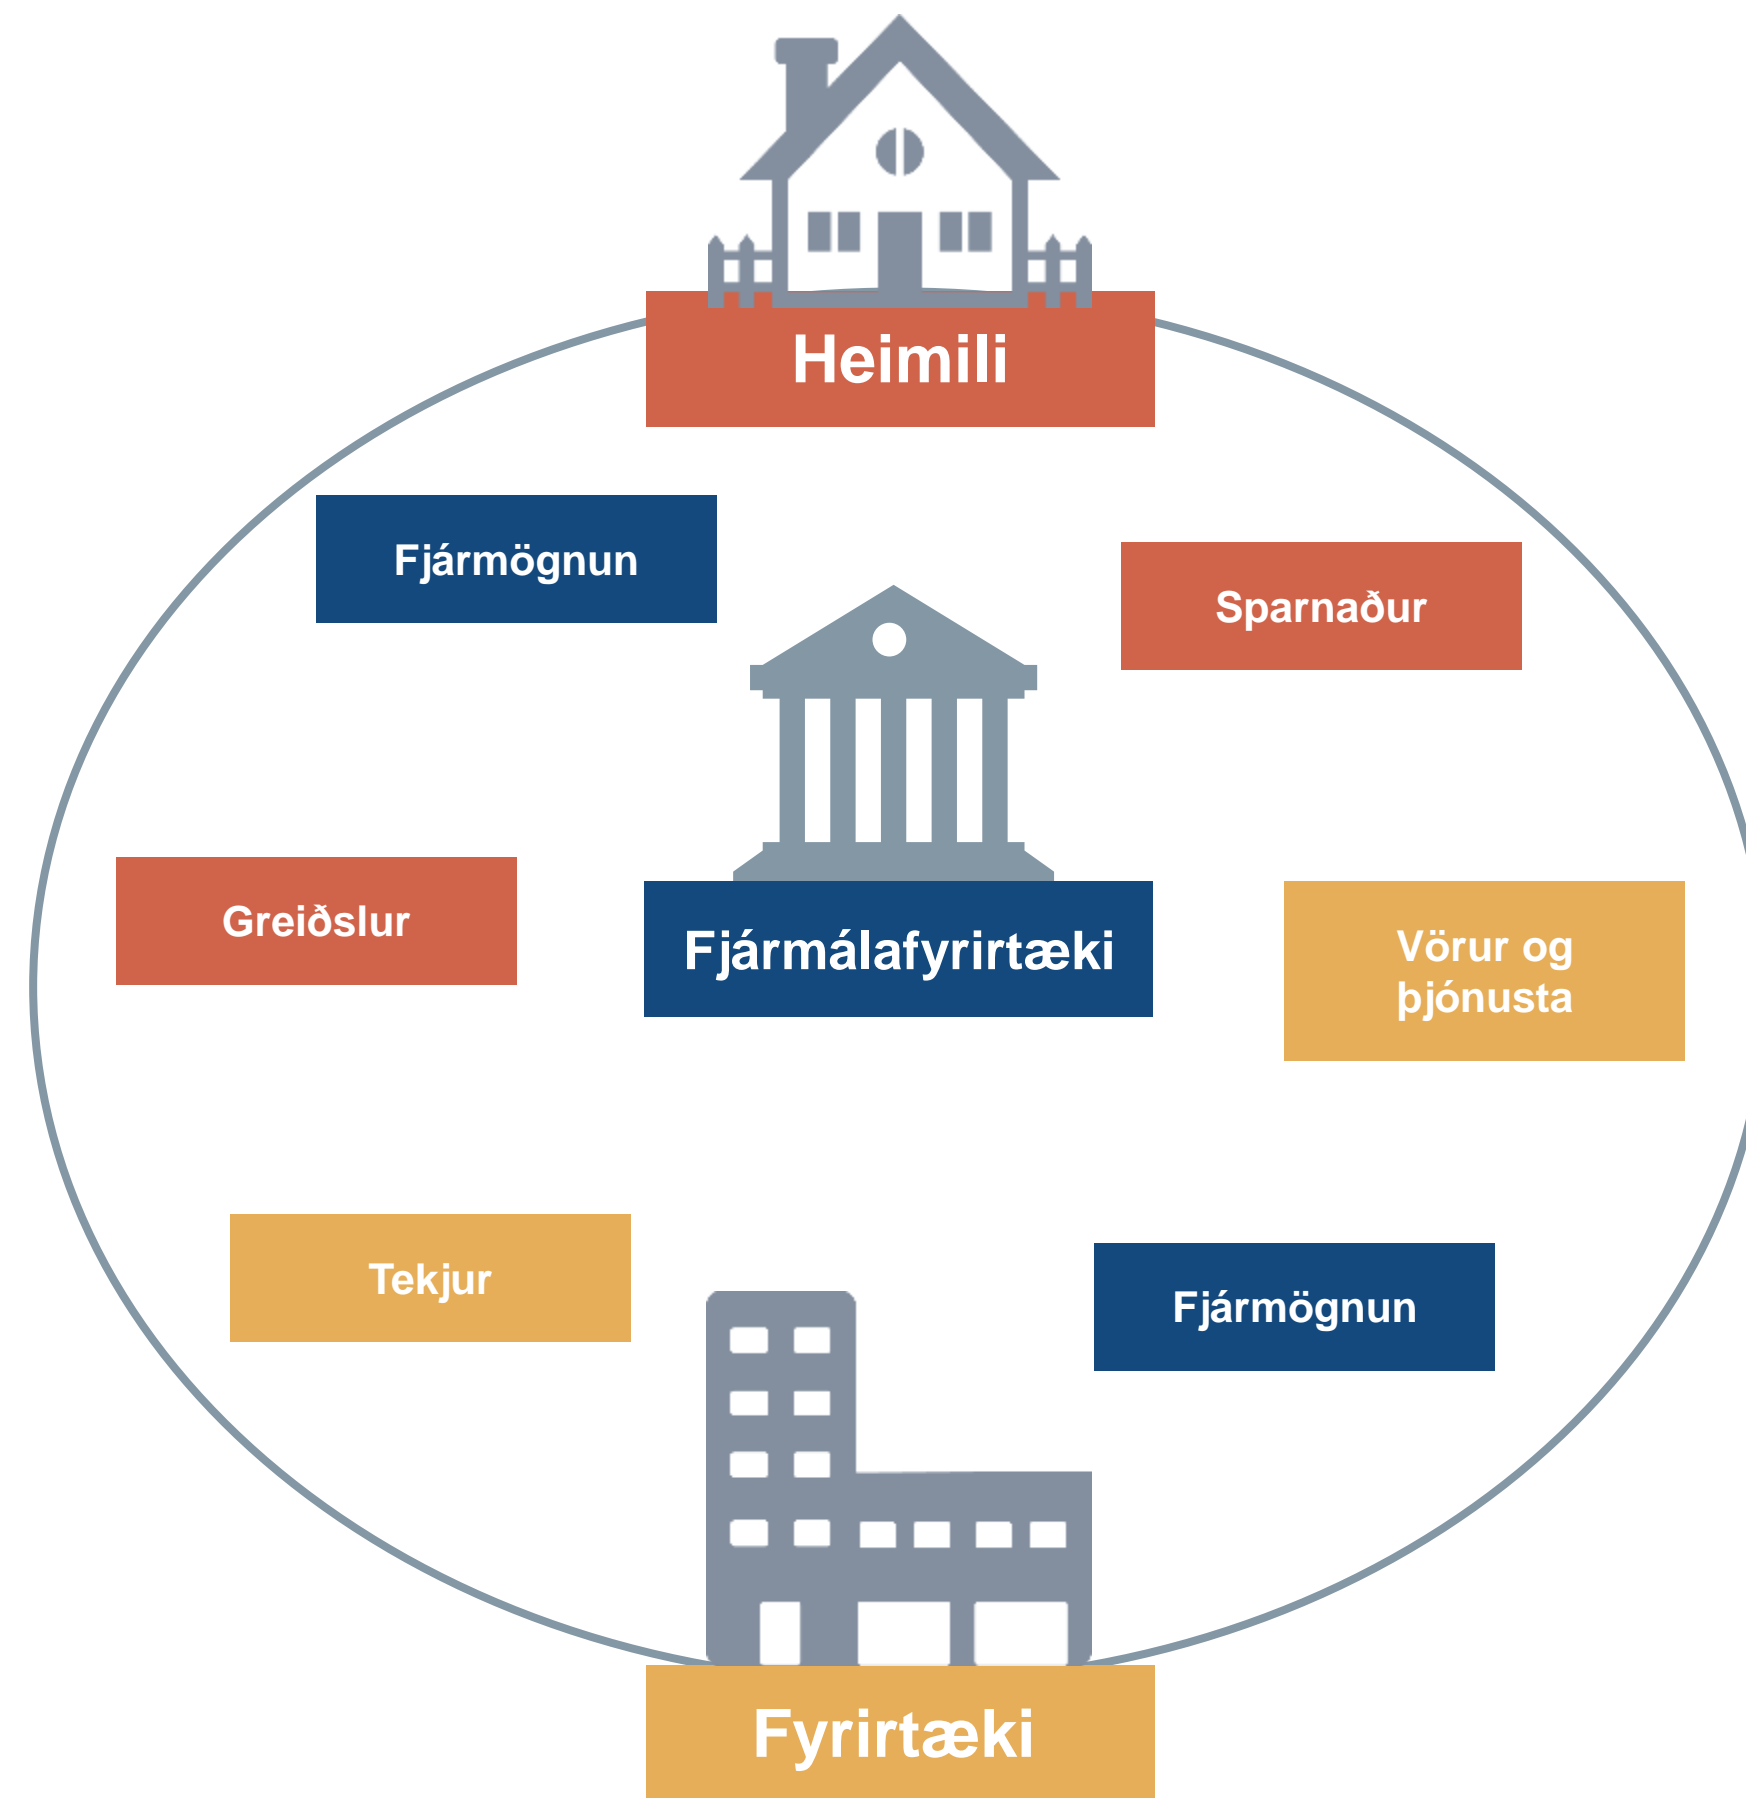 Heimili
Fjármögnun
Sparnaður
Greiðslur
Fjármálafyrirtæki
Vörur og
þjónusta
Tekjur
Fjármögnun
Fyrirtæki